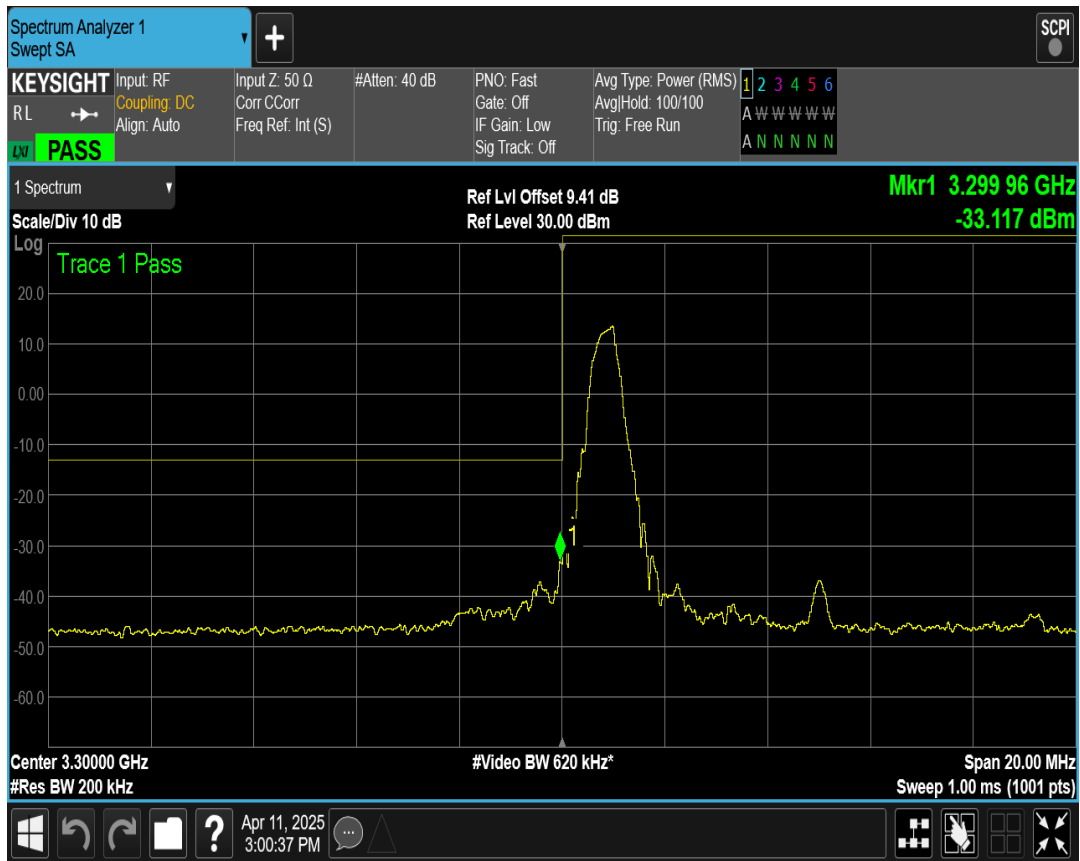 Spectrum Analyzer 1
Swept SA
+
SCPI
KEYSIGHT
RL
LXI PASS
Input: RF
Coupling: DC
Align: Auto
Input Z: 50 Ω
Corr CCorr
Freq Ref: Int (S)
#Atten: 40 dB
PNO: Fast
Gate: Off
IF Gain: Low
Sig Track: Off
Avg Type: Power (RMS)
Avg|Hold: 100/100
Trig: Free Run
1 2 3 4 5 6
A W W W W W
A N N N N N
1 Spectrum
Scale/Div 10 dB
Ref Lvl Offset 9.41 dB
Ref Level 30.00 dBm
Mkr1 3.299 96 GHz
-33.117 dBm
Log
Trace 1 Pass
20.0
10.0
0.00
-10.0
-20.0
-30.0
-40.0
-50.0
-60.0
1
Center 3.30000 GHz
#Res BW 200 kHz
#Video BW 620 kHz*
Span 20.00 MHz
Sweep 1.00 ms (1001 pts)
?
Apr 11, 2025
3:00:37 PM